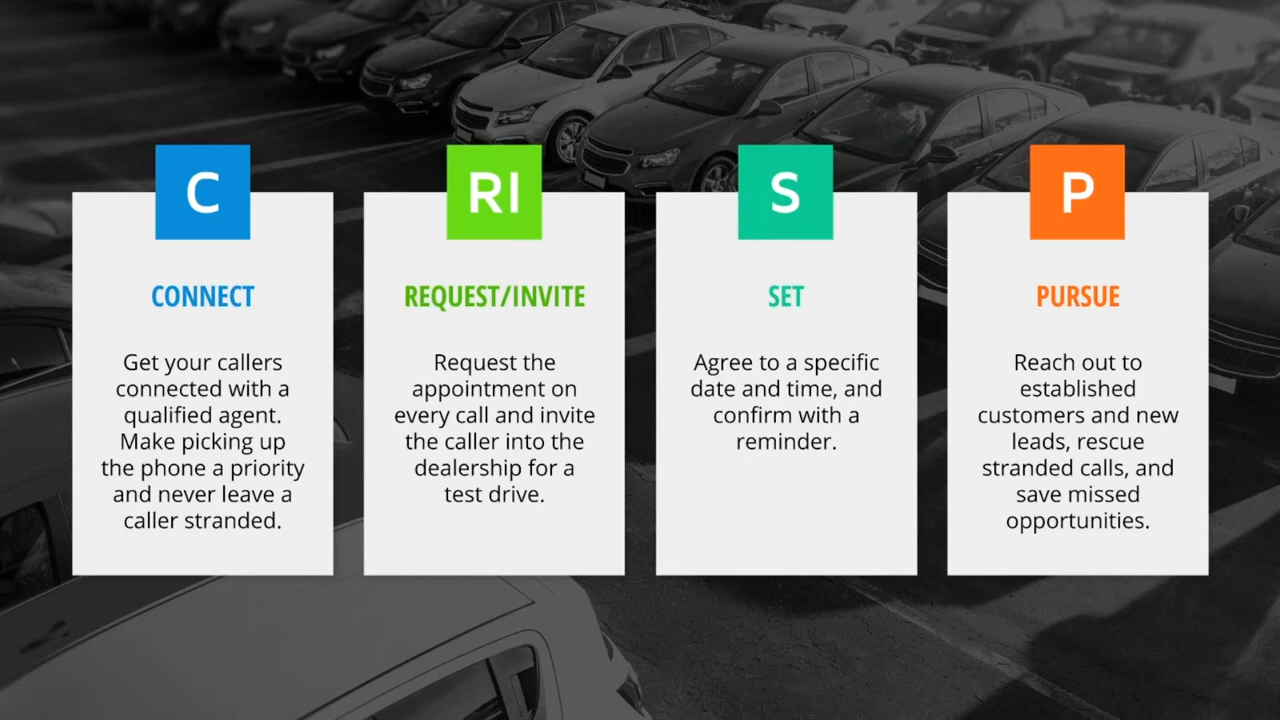 C
CONNECT
Get your callers
connected with a
qualified agent.
Make picking up
the phone a priority
and never leave a
caller stranded.
RI
REQUEST/INVITE
Request the
appointment on
every call and invite
the caller into the
dealership for a
test drive.
S
SET
Agree to a specific
date and time, and
confirm with a
reminder.
P
PURSUE
Reach out to
established
customers and new
leads, rescue
stranded calls, and
save missed
opportunities.